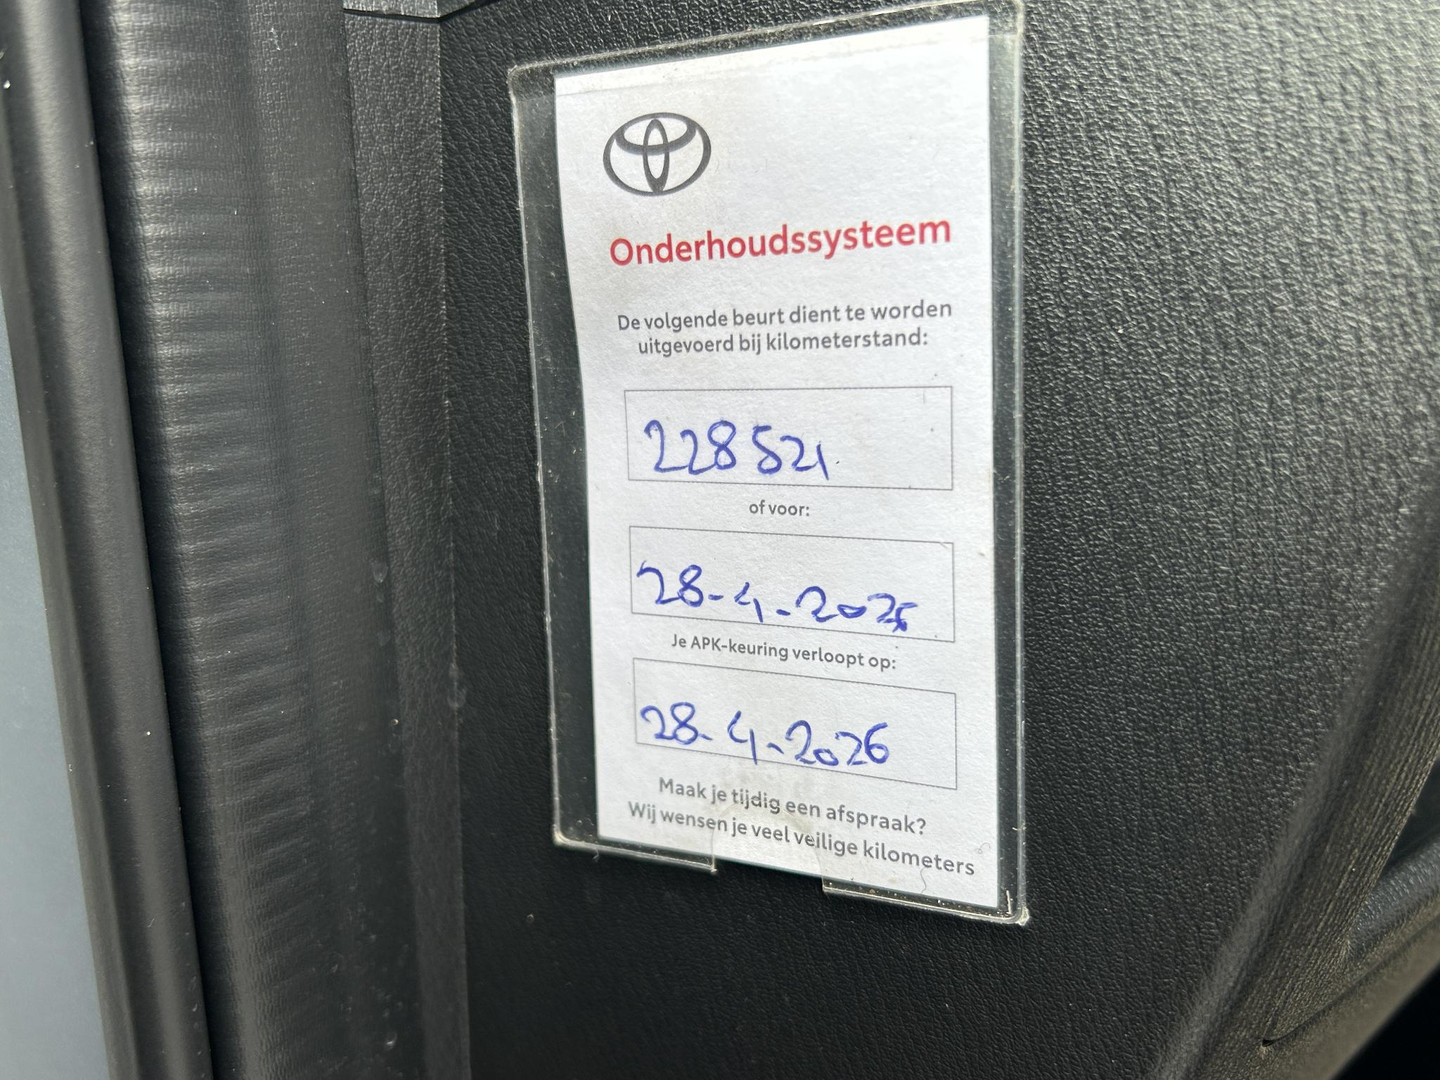 Onderhoudssysteem
De volgende beurt dient te worden
uitgevoerd bij kilometerstand:
228521
of voor:
28-4-2025
Je APK-keuring verloopt op:
28-4-2026
Maak je tijdig een afspraak?
Wij wensen je veel veilige kilometers